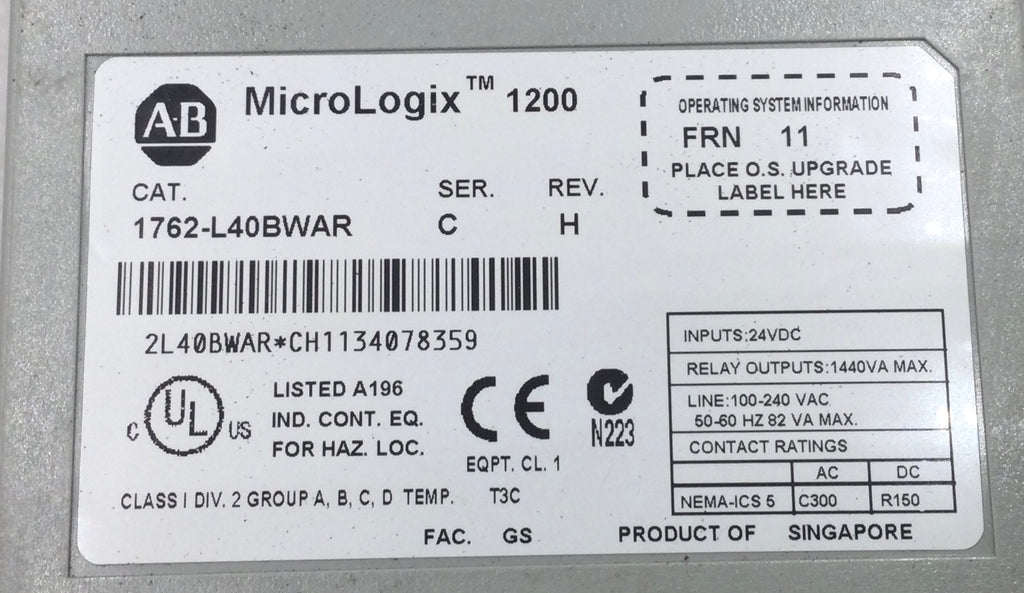 AB
MicroLogix™ 1200
OPERATING SYSTEM INFORMATION
FRN 11
PLACE O.S. UPGRADE
LABEL HERE
CAT. SER. REV.
1762-L40BWAR C H
2L40BWAR*CH1134078359
C UL US
LISTED A196
IND. CONT. EQ.
FOR HAZ. LOC.
CE
EQPT. CL. 1
N223
CLASS I DIV. 2 GROUP A, B, C, D TEMP. T3C
INPUTS:24VDC
RELAY OUTPUTS:1440VA MAX.
LINE:100-240 VAC
50-60 HZ 82 VA MAX.
CONTACT RATINGS
AC DC
NEMA-ICS 5 C300 R150
FAC. GS PRODUCT OF SINGAPORE